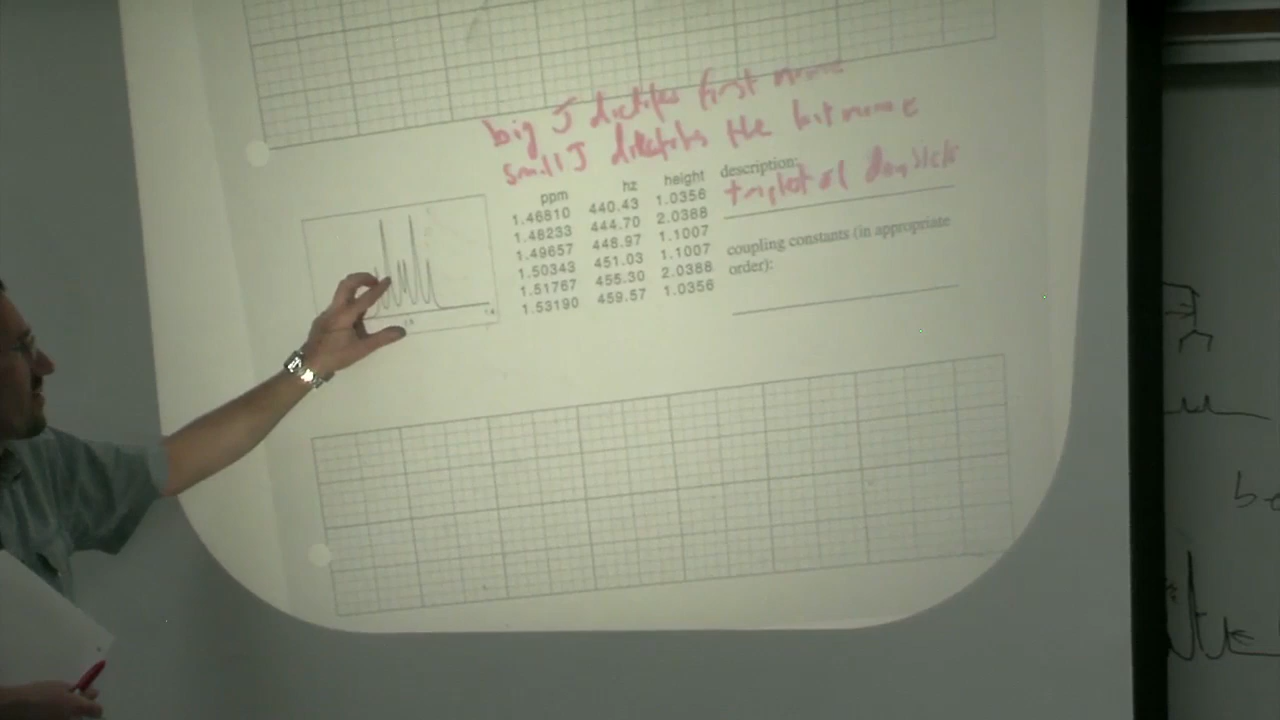 big J dictates first name
small J dictates the last name
ppm hz height
1.46810 440.43 1.0356
1.48233 444.70 2.0388
1.49657 448.97 1.1007
1.50343 451.03 1.1007
1.51767 455.30 2.0388
1.53190 459.57 1.0356
description:
triplet of doublets
coupling constants (in appropriate
order):